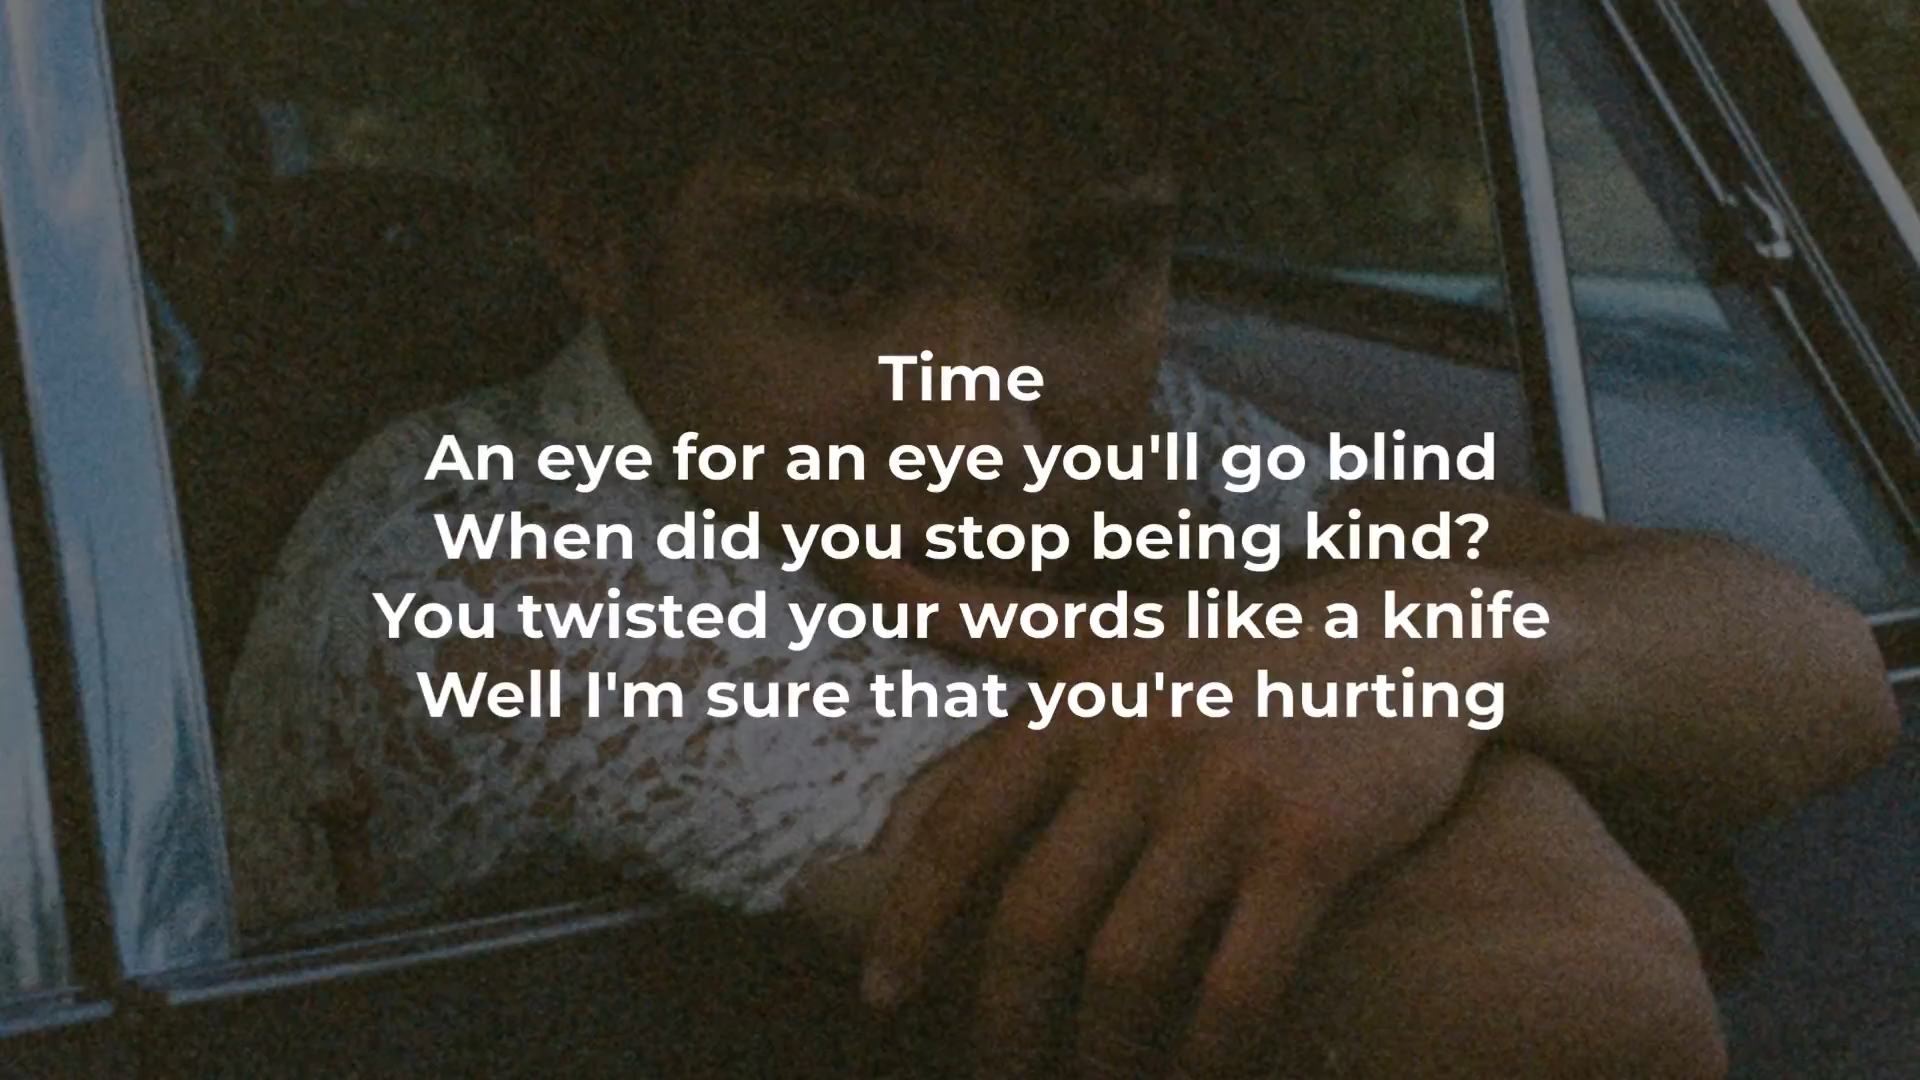 Time
An eye for an eye you'll go blind
When did you stop being kind?
You twisted your words like a knife
Well I'm sure that you're hurting